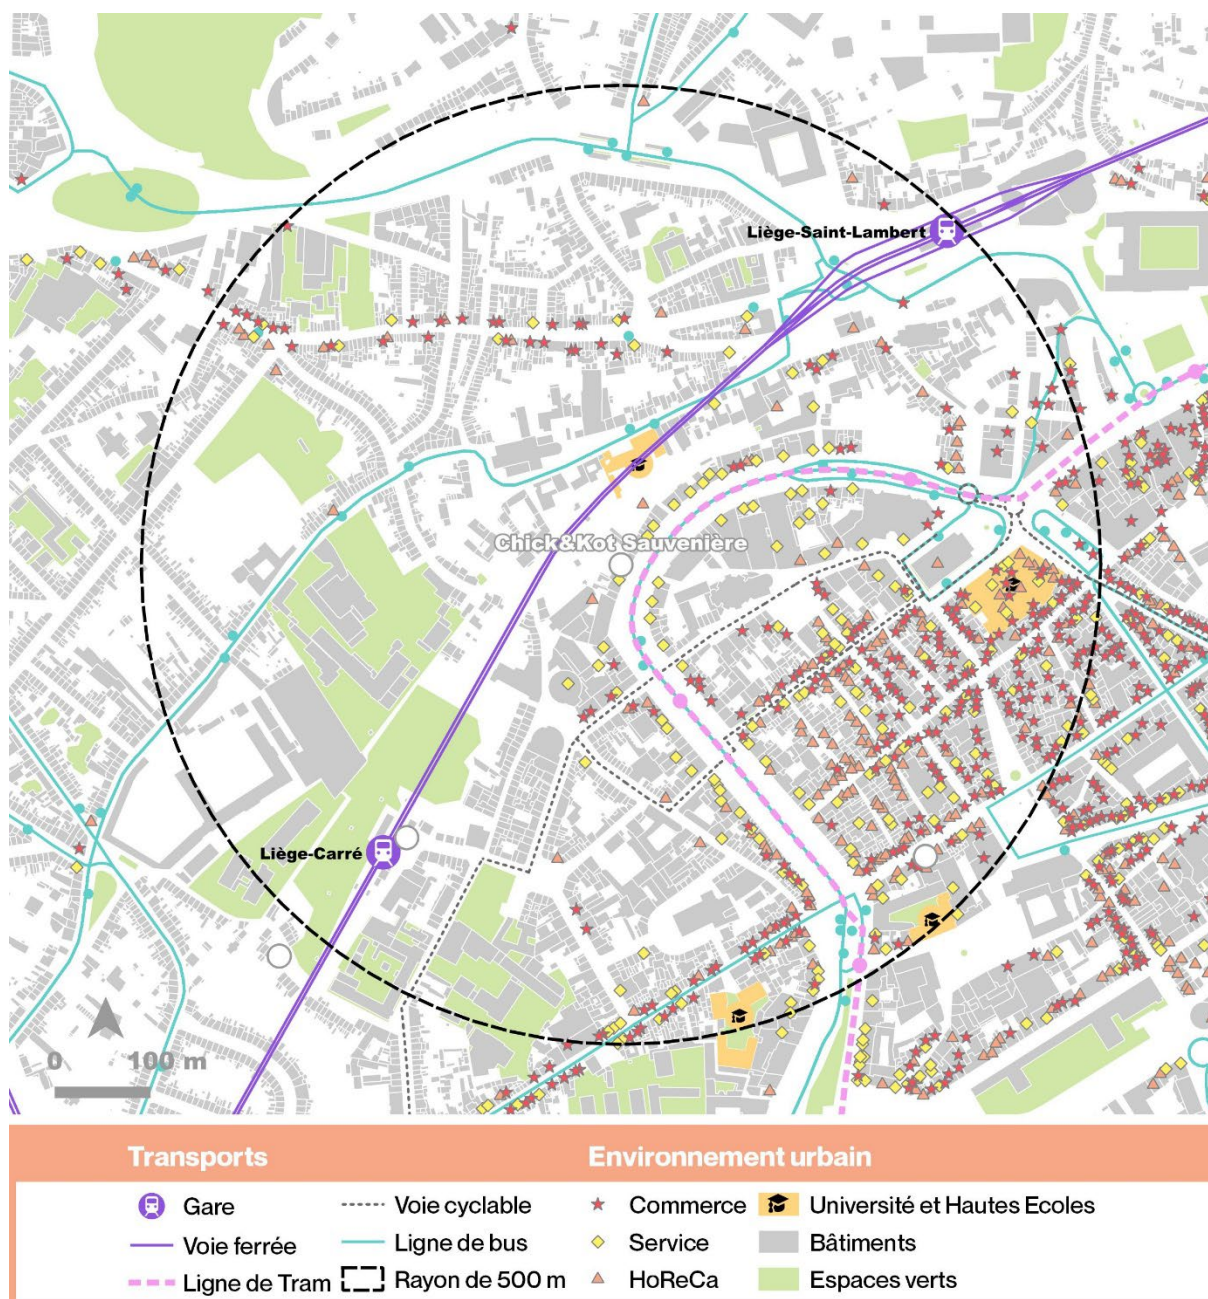 Liège-Saint-Lambert
Chick&Kot Sauvenière
Liège-Carré
0 100 m
Transports
Environnement urbain
Gare
Voie cyclable
Commerce
Université et Hautes Ecoles
Voie ferrée
Ligne de bus
Service
Bâtiments
Ligne de Tram
Rayon de 500 m
HoReCa
Espaces verts